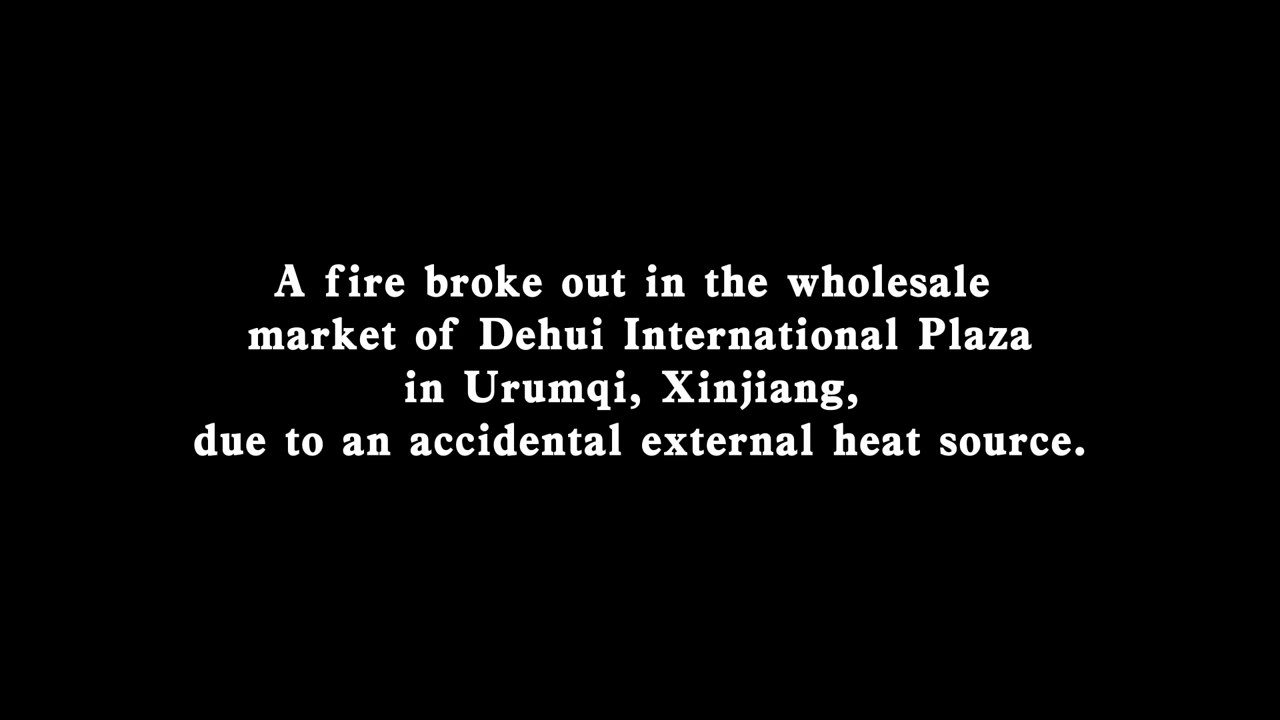 A fire broke out in the wholesale
market of Dehui International Plaza
in Urumqi, Xinjiang,
due to an accidental external heat source.